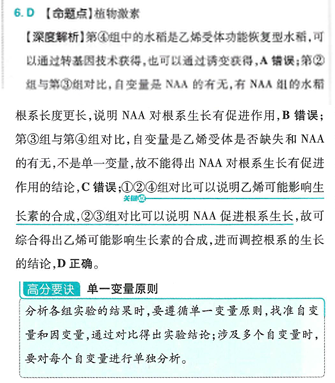 6. D 【命题点】植物激素
【深度解析】第④组中的水稻是乙烯受体功能恢复型水稻,可
以通过转基因技术获得,也可以通过诱变获得,A 错误;第②
组与第③组对比,自变量是 NAA 的有无,有 NAA 组的水稻
根系长度更长,说明 NAA 对根系生长有促进作用,B 错误;
第③组与第④组对比,自变量是乙烯受体是否缺失和 NAA
的有无,不是单一变量,故不能得出 NAA 对根系生长有促进
作用的结论,C 错误;①②④组对比可以说明乙烯可能影响生
关键②
长素的合成,②③组对比可以说明 NAA 促进根系生长,故可
综合得出乙烯可能影响生长素的合成,进而调控根系的生长
的结论,D 正确。
高分要诀 单一变量原则
分析各组实验的结果时,要遵循单一变量原则,找准自变
量和因变量,通过对比得出实验结论;涉及多个自变量时,
要对每个自变量进行单独分析。